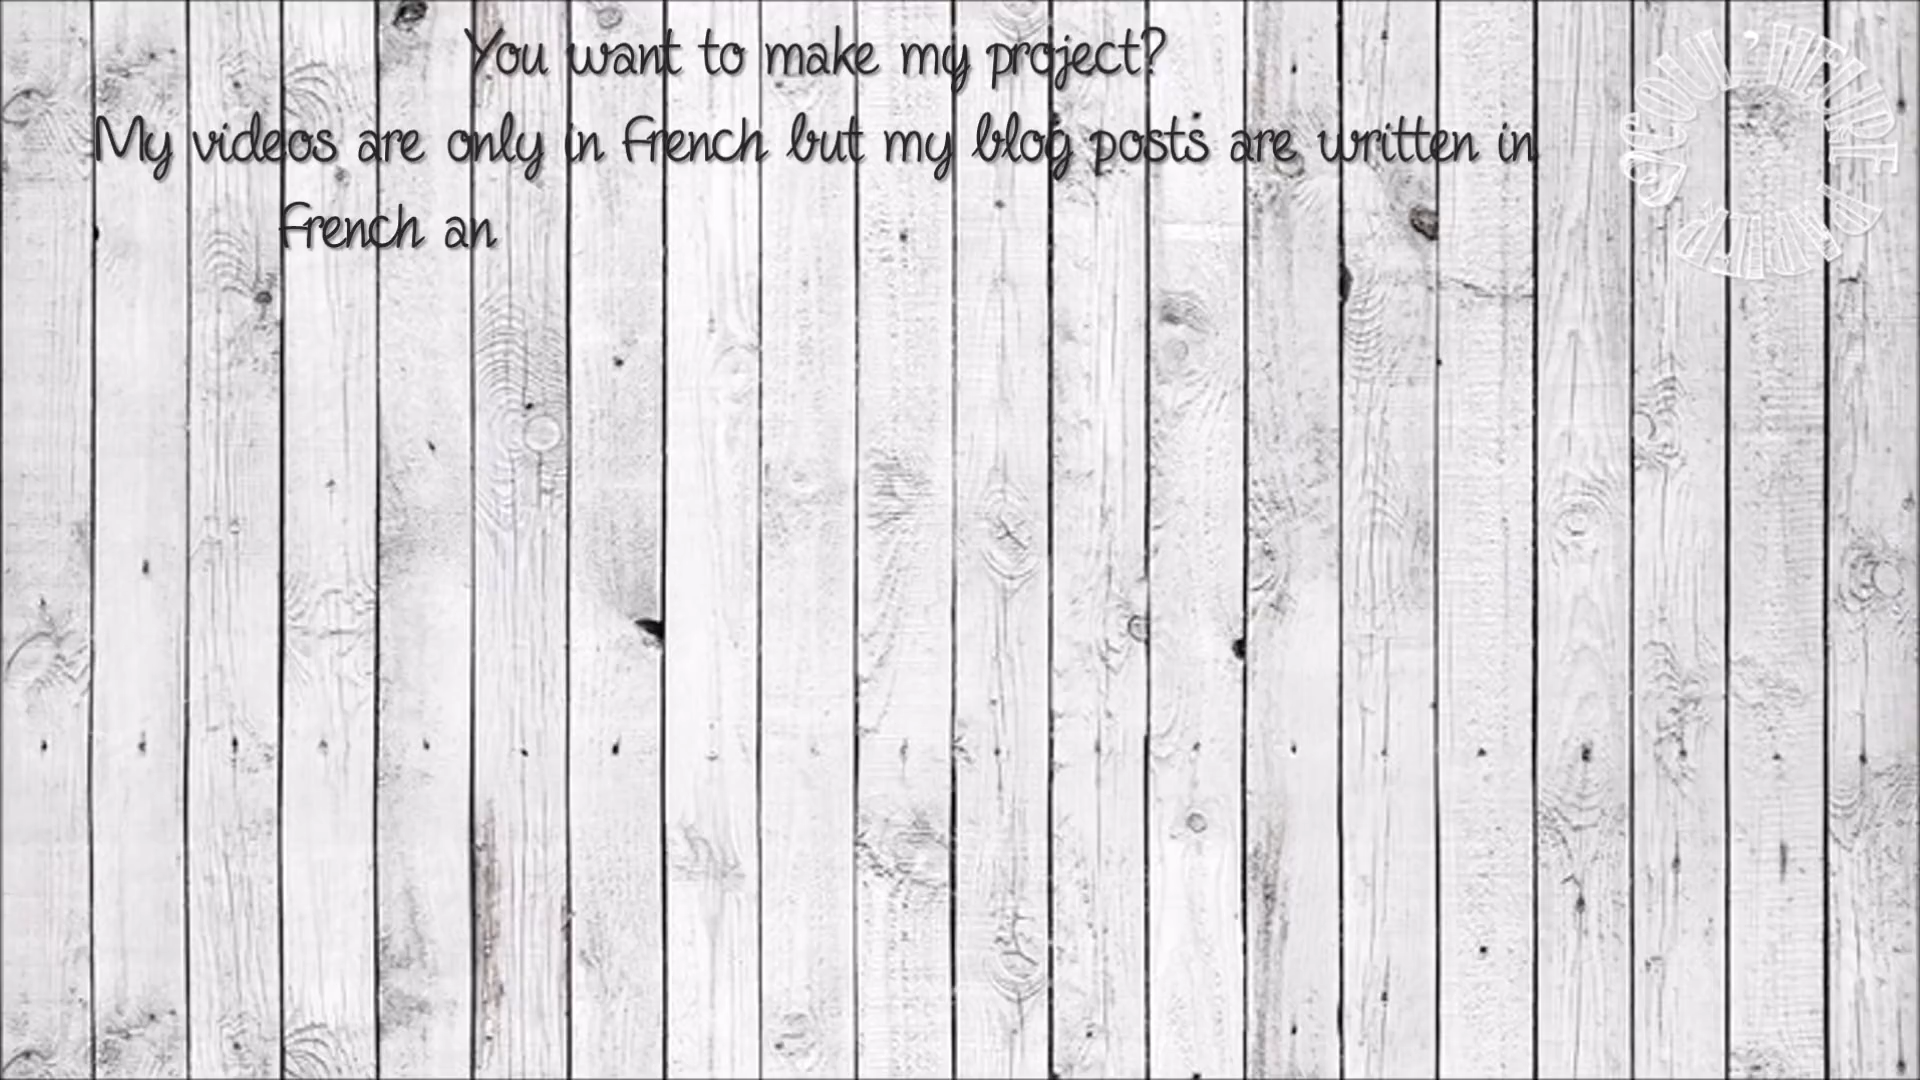 You want to make my project?
My videos are only in French but my blog posts are written in
French an